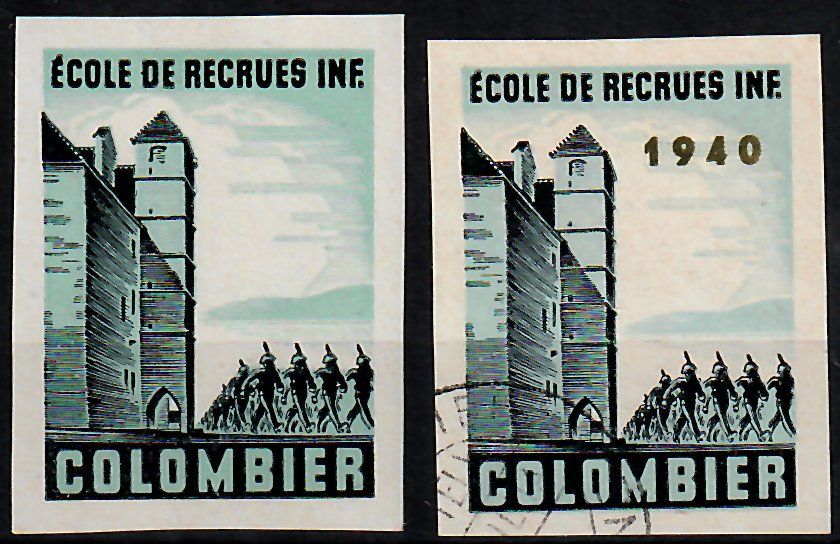 ÉCOLE DE RECRUES INF.
COLOMBIER
ÉCOLE DE RECRUES INF.
1940
COLOMBIER